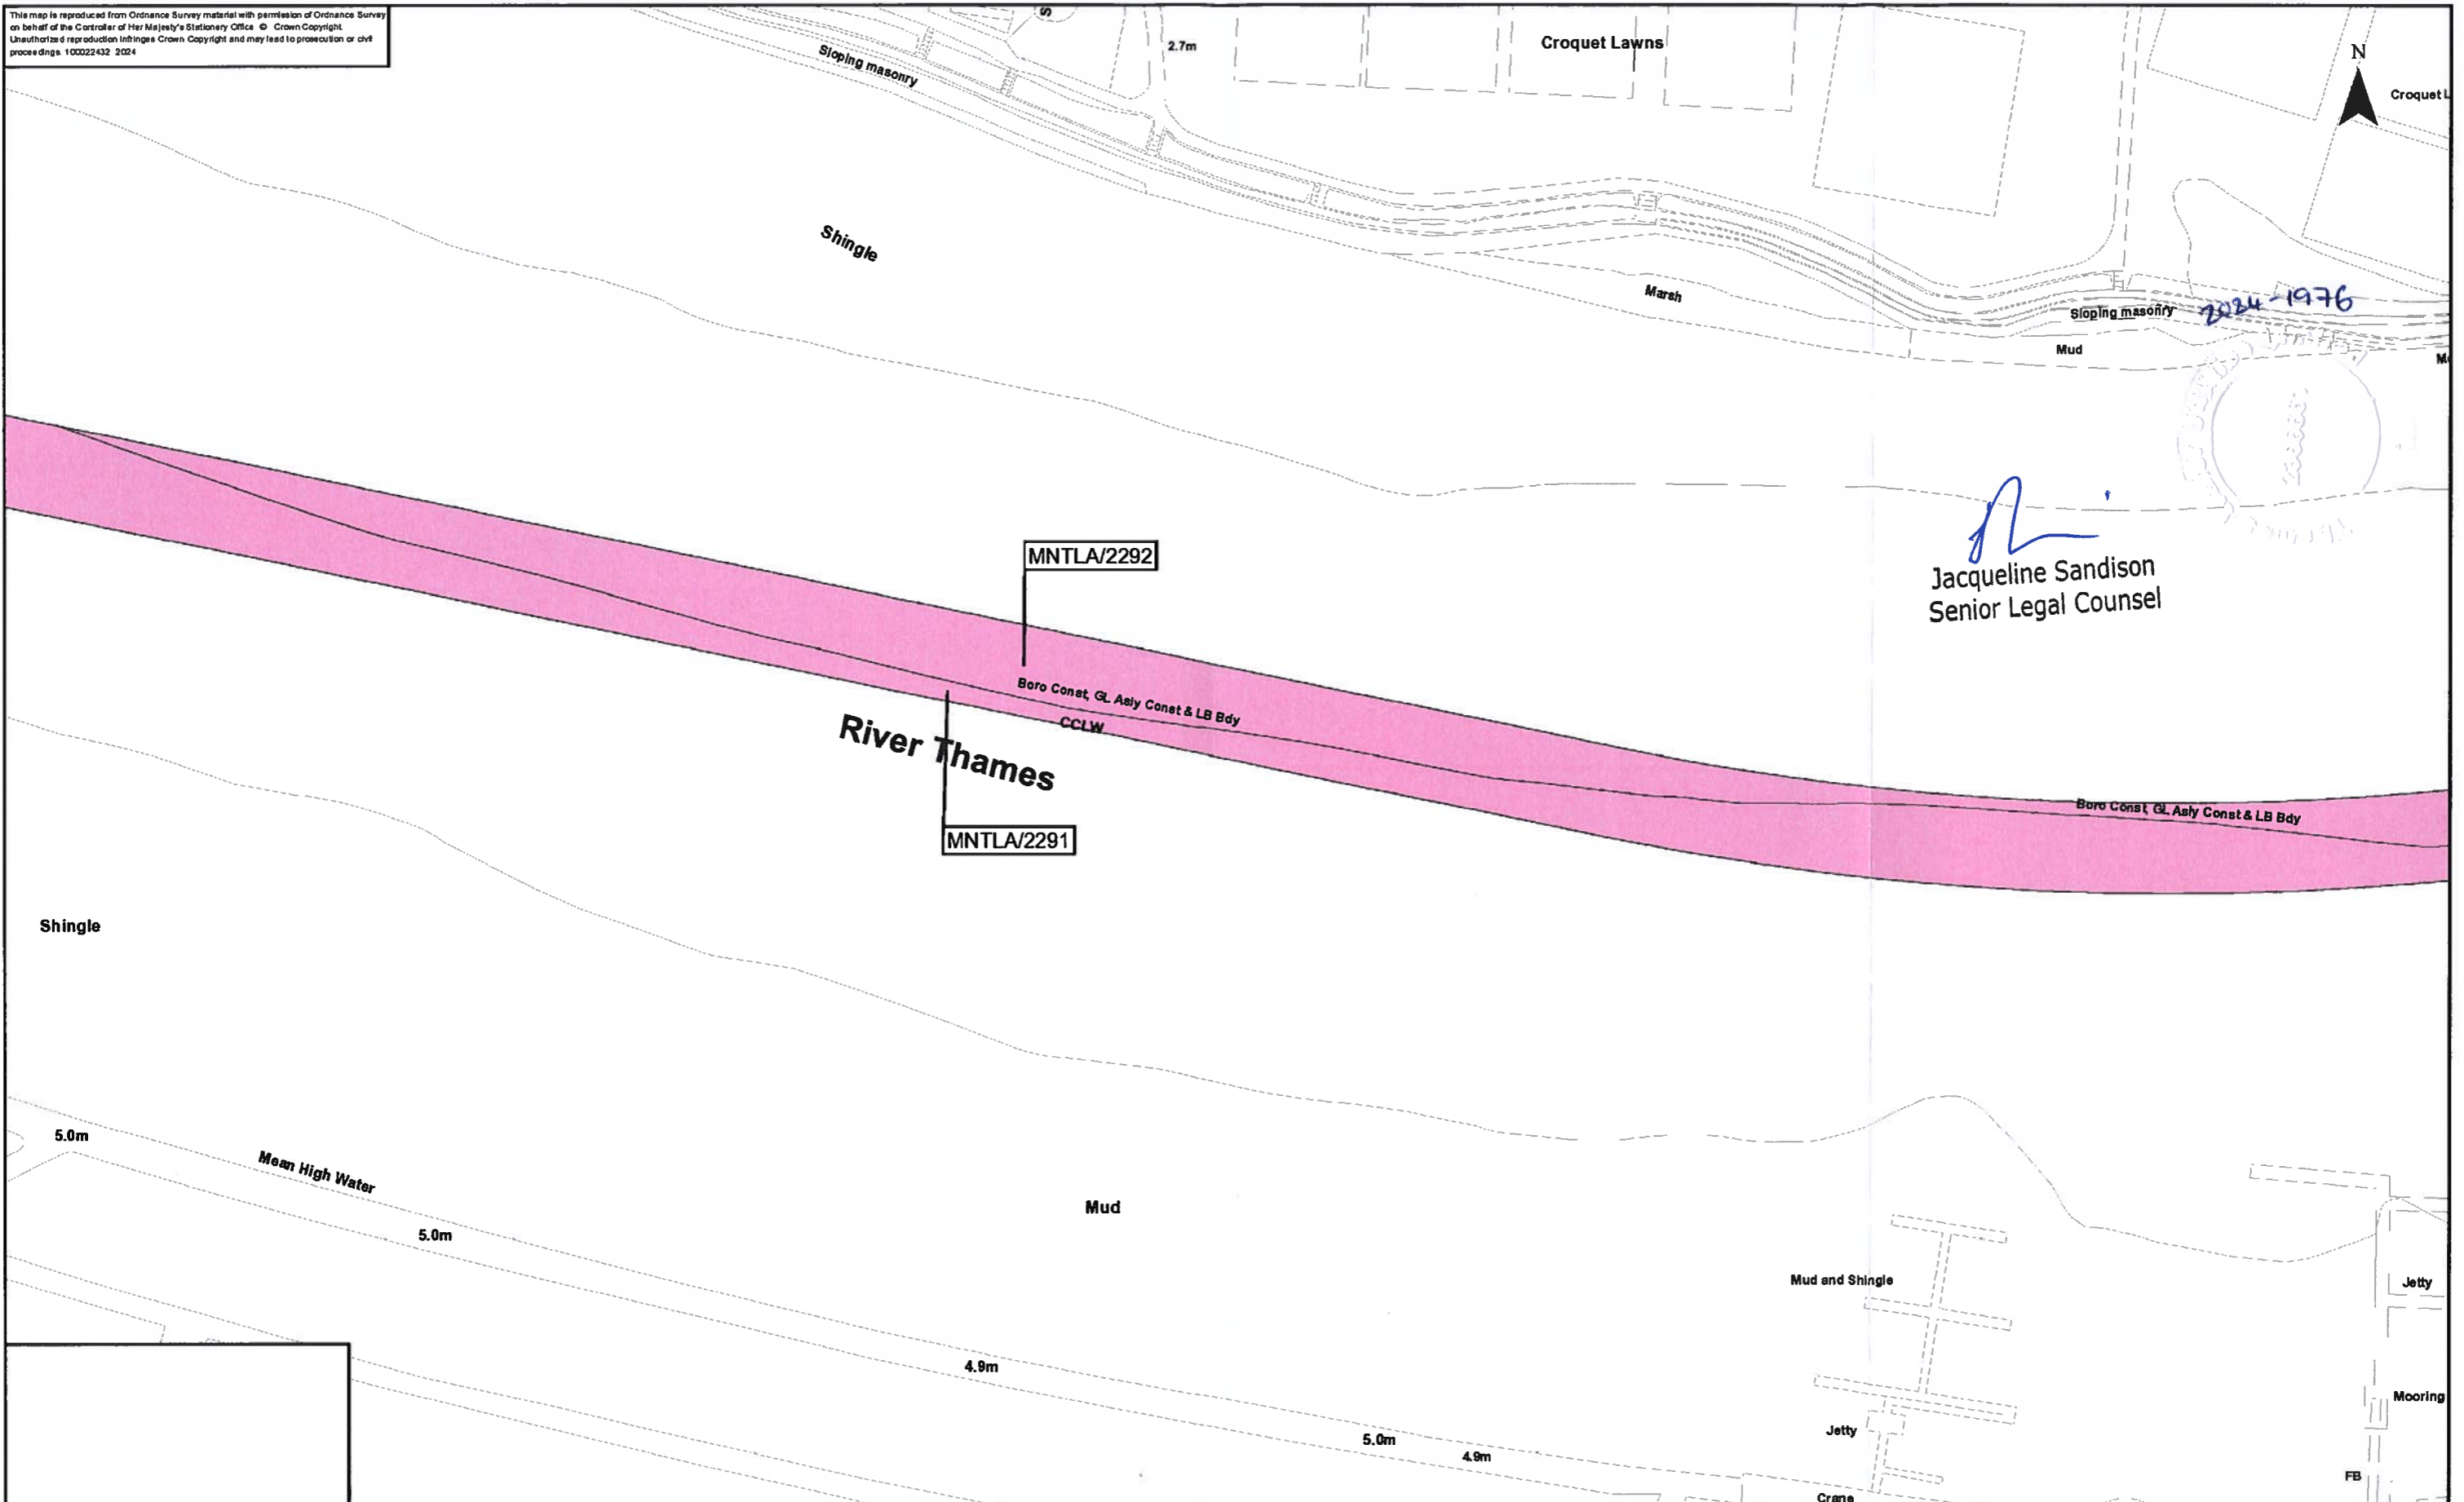 This map is reproduced from Ordnance Survey material with permission of Ordnance Survey
on behalf of the Controller of Her Majesty's Stationery Office © Crown Copyright.
Unauthorized reproduction infringes Crown Copyright and may lead to prosecution or civil
proceedings. 100022432 2024
S
2.7m
Croquet Lawns
N
Croquet L
Sloping masonry
Shingle
Marsh
Sloping masonry
2024-1976
Mud
M
Jacqueline Sandison
Senior Legal Counsel
MNTLA/2292
Boro Const, GL Asly Const & LB Bdy
CCLW
River Thames
MNTLA/2291
Boro Const, GL Asly Const & LB Bdy
Shingle
5.0m
Mean High Water
5.0m
Mud
Mud and Shingle
Jetty
4.9m
Mooring
5.0m
4.9m
Jetty
FB
Crane